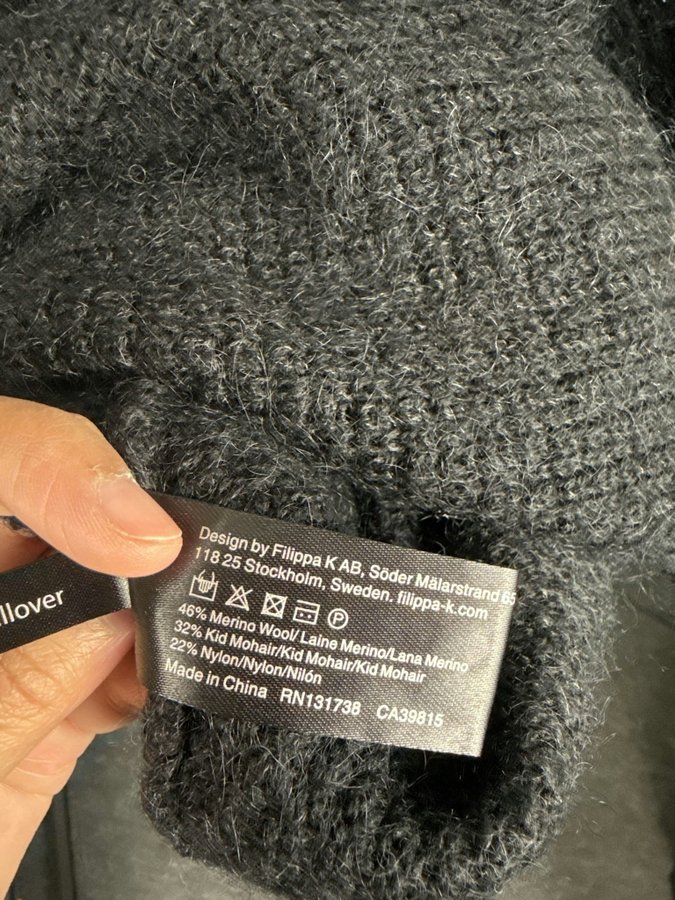 Design by Filippa K AB, Söder Mälarstrand 65
118 25 Stockholm, Sweden. filippa-k.com
P
46% Merino Wool/ Laine Merino/Lana Merino
32% Kid Mohair/Kid Mohair/Kid Mohair
22% Nylon/Nylon/Nilón
Made in China RN131738 CA39815
llover